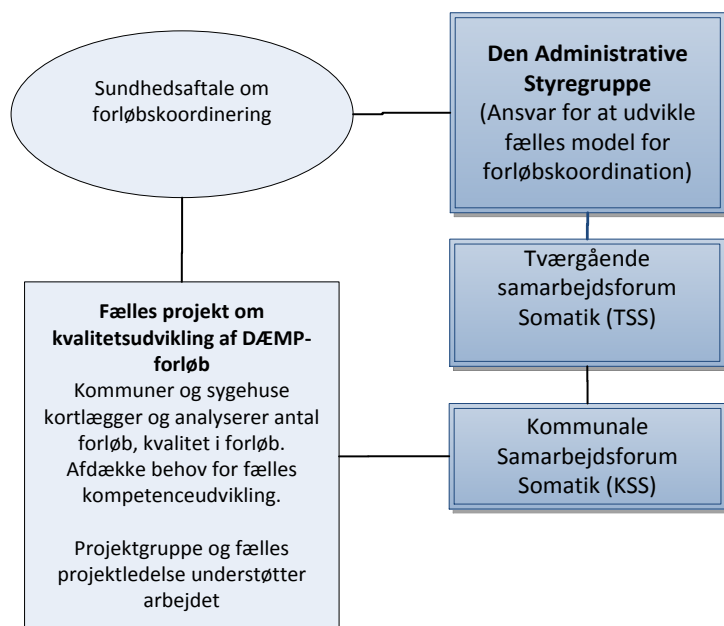 Sundhedsaftale om
forløbskoordinering
Den Administrative
Styregruppe
(Ansvar for at udvikle
fælles model for
forløbskoordination)
Tværgående
samarbejdsforum
Somatik (TSS)
Fælles projekt om
kvalitetsudvikling af DÆMP-
forløb
Kommuner og sygehuse
kortlægger og analyserer antal
forløb, kvalitet i forløb.
Afdække behov for fælles
kompetenceudvikling.
Projektgruppe og fælles
projektledelse understøtter
arbejdet
Kommunale
Samarbejdsforum
Somatik (KSS)